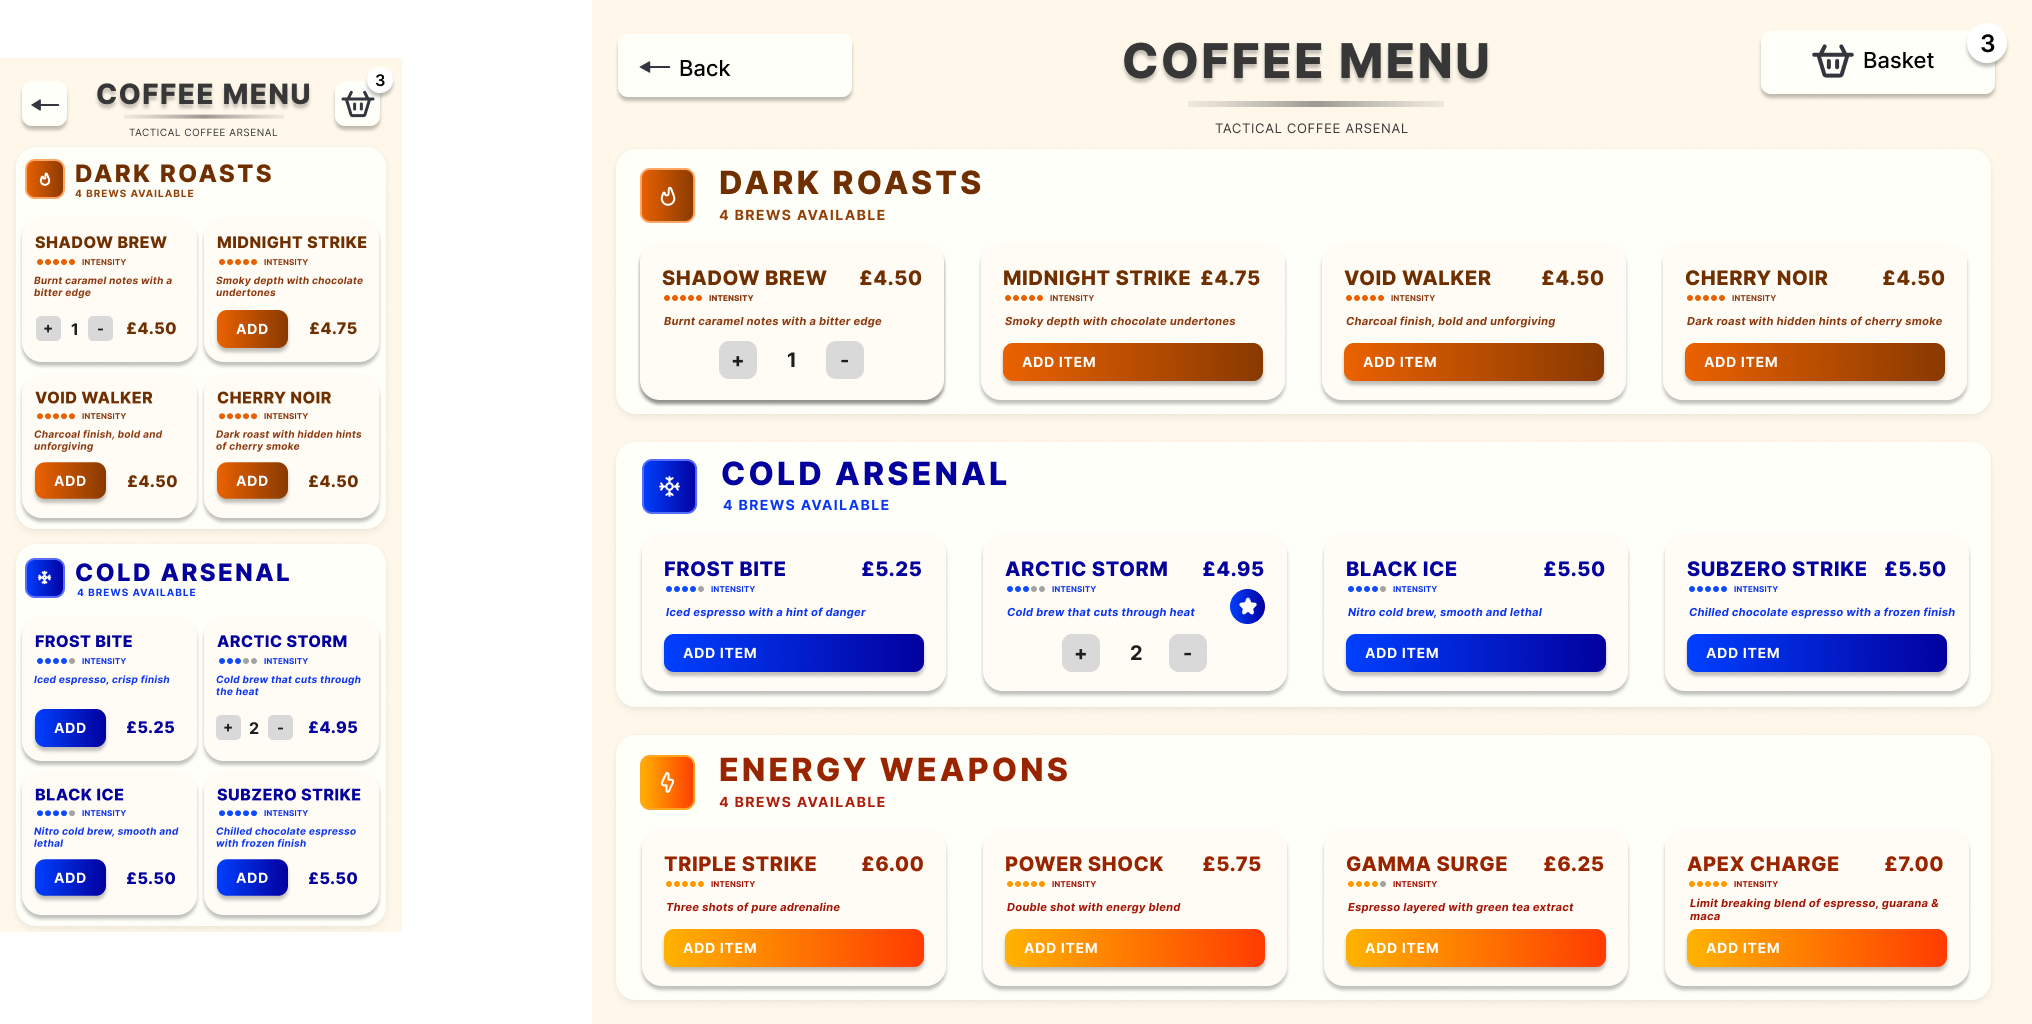 COFFEE MENU
3
TACTICAL COFFEE ARSENAL
DARK ROASTS
4 BREWS AVAILABLE
SHADOW BREW
INTENSITY
Burnt caramel notes with a
bitter edge
+ 1 - £4.50
MIDNIGHT STRIKE
INTENSITY
Smoky depth with chocolate
undertones
ADD £4.75
VOID WALKER
INTENSITY
Charcoal finish, bold and
unforgiving
ADD £4.50
CHERRY NOIR
INTENSITY
Dark roast with hidden hints
of cherry smoke
ADD £4.50
COLD ARSENAL
4 BREWS AVAILABLE
FROST BITE
INTENSITY
Iced espresso, crisp finish
ADD £5.25
ARCTIC STORM
INTENSITY
Cold brew that cuts through
the heat
+ 2 - £4.95
BLACK ICE
INTENSITY
Nitro cold brew, smooth and
lethal
ADD £5.50
SUBZERO STRIKE
INTENSITY
Chilled chocolate espresso
with frozen finish
ADD £5.50
Back
COFFEE MENU
Basket
3
TACTICAL COFFEE ARSENAL
DARK ROASTS
4 BREWS AVAILABLE
SHADOW BREW £4.50
INTENSITY
Burnt caramel notes with a bitter edge
+ 1 -
MIDNIGHT STRIKE £4.75
INTENSITY
Smoky depth with chocolate undertones
ADD ITEM
VOID WALKER £4.50
INTENSITY
Charcoal finish, bold and unforgiving
ADD ITEM
CHERRY NOIR £4.50
INTENSITY
Dark roast with hidden hints of cherry smoke
ADD ITEM
COLD ARSENAL
4 BREWS AVAILABLE
FROST BITE £5.25
INTENSITY
Iced espresso with a hint of danger
ADD ITEM
ARCTIC STORM £4.95
INTENSITY
Cold brew that cuts through heat
+ 2 -
BLACK ICE £5.50
INTENSITY
Nitro cold brew, smooth and lethal
ADD ITEM
SUBZERO STRIKE £5.50
INTENSITY
Chilled chocolate espresso with a frozen finish
ADD ITEM
ENERGY WEAPONS
4 BREWS AVAILABLE
TRIPLE STRIKE £6.00
INTENSITY
Three shots of pure adrenaline
ADD ITEM
POWER SHOCK £5.75
INTENSITY
Double shot with energy blend
ADD ITEM
GAMMA SURGE £6.25
INTENSITY
Espresso layered with green tea extract
ADD ITEM
APEX CHARGE £7.00
INTENSITY
Limit breaking blend of espresso, guarana &
maca
ADD ITEM